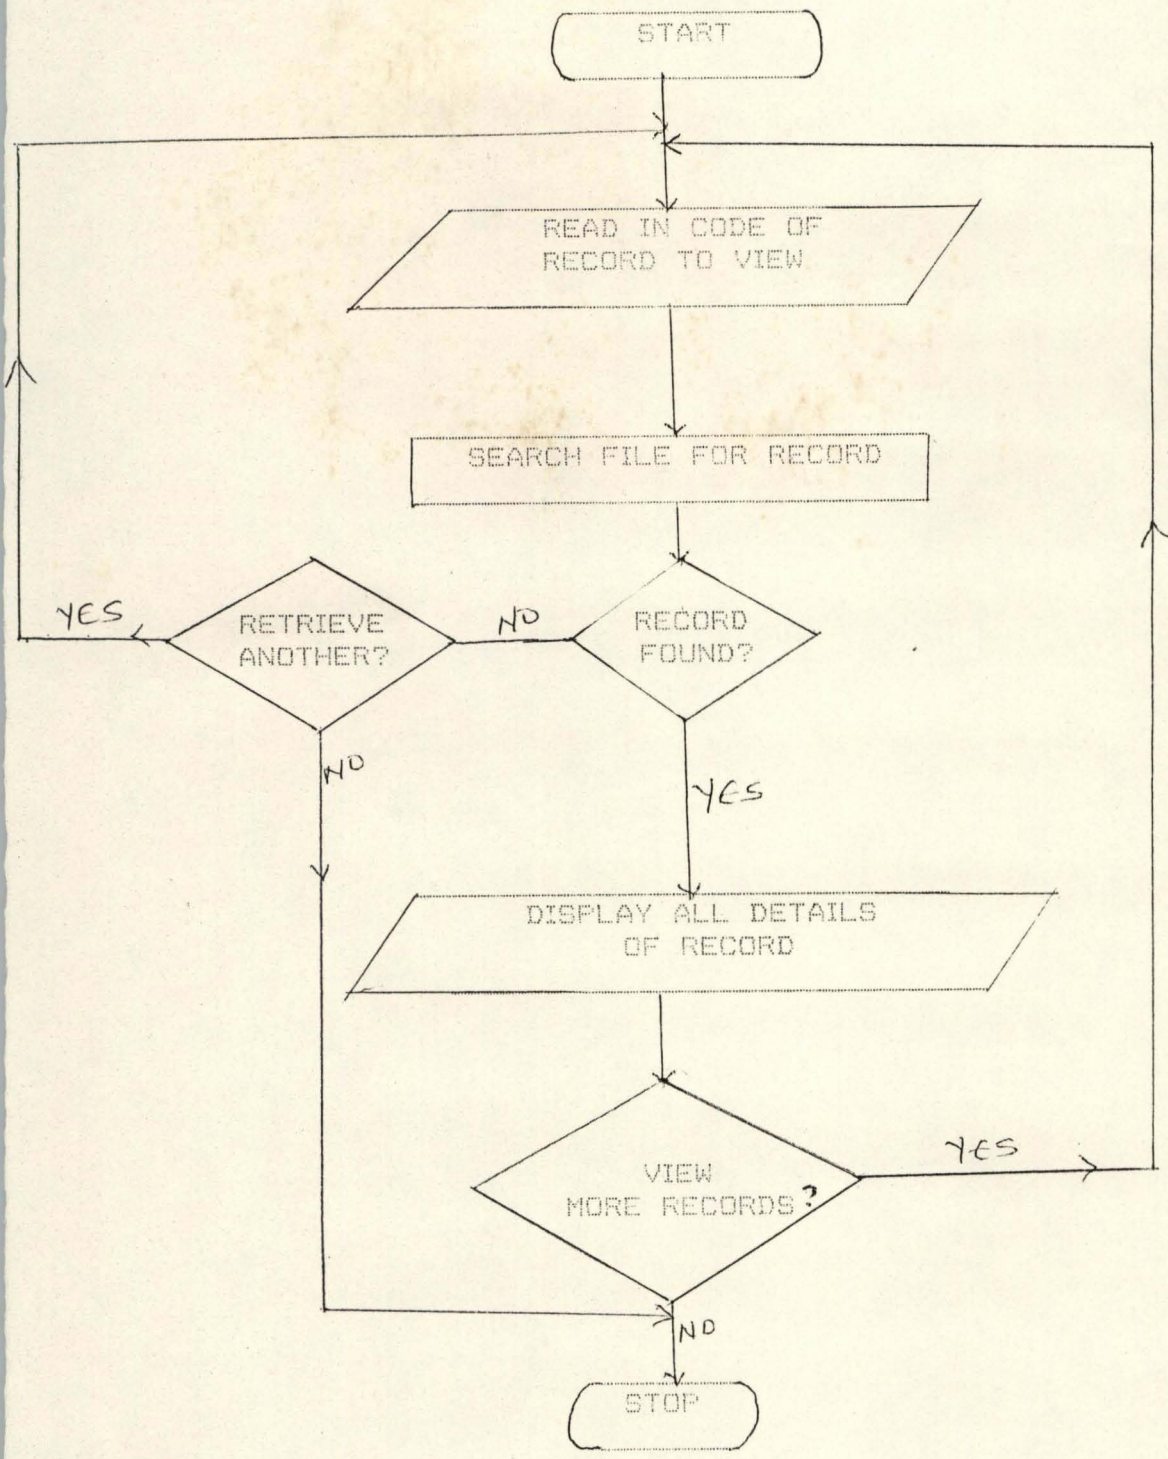 START
READ IN CODE OF
RECORD TO VIEW
SEARCH FILE FOR RECORD
YES
RETRIEVE
ANOTHER?
NO
RECORD
FOUND?
NO
YES
DISPLAY ALL DETAILS
OF RECORD
VIEW
MORE RECORDS?
YES
NO
STOP